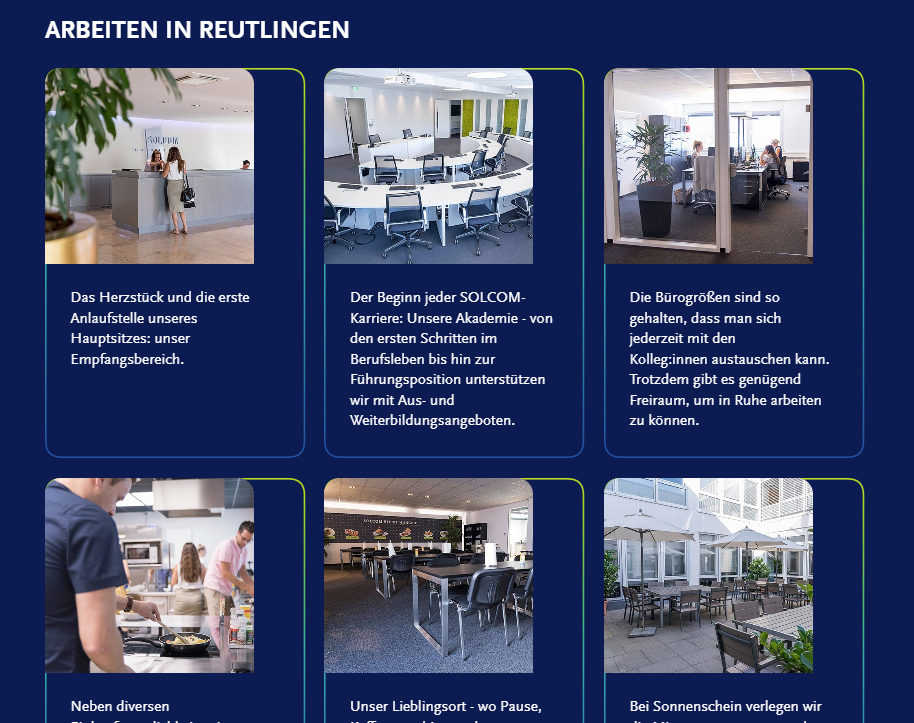 ARBEITEN IN REUTLINGEN
SOLCOM
Das Herzstück und die erste
Anlaufstelle unseres
Hauptsitzes: unser
Empfangsbereich.
Der Beginn jeder SOLCOM-
Karriere: Unsere Akademie - von
den ersten Schritten im
Berufsleben bis hin zur
Führungsposition unterstützen
wir mit Aus- und
Weiterbildungsangeboten.
Die Bürogrößen sind so
gehalten, dass man sich
jederzeit mit den
Kolleg:innen austauschen kann.
Trotzdem gibt es genügend
Freiraum, um in Ruhe arbeiten
zu können.
Neben diversen
Unser Lieblingsort - wo Pause,
Bei Sonnenschein verlegen wir